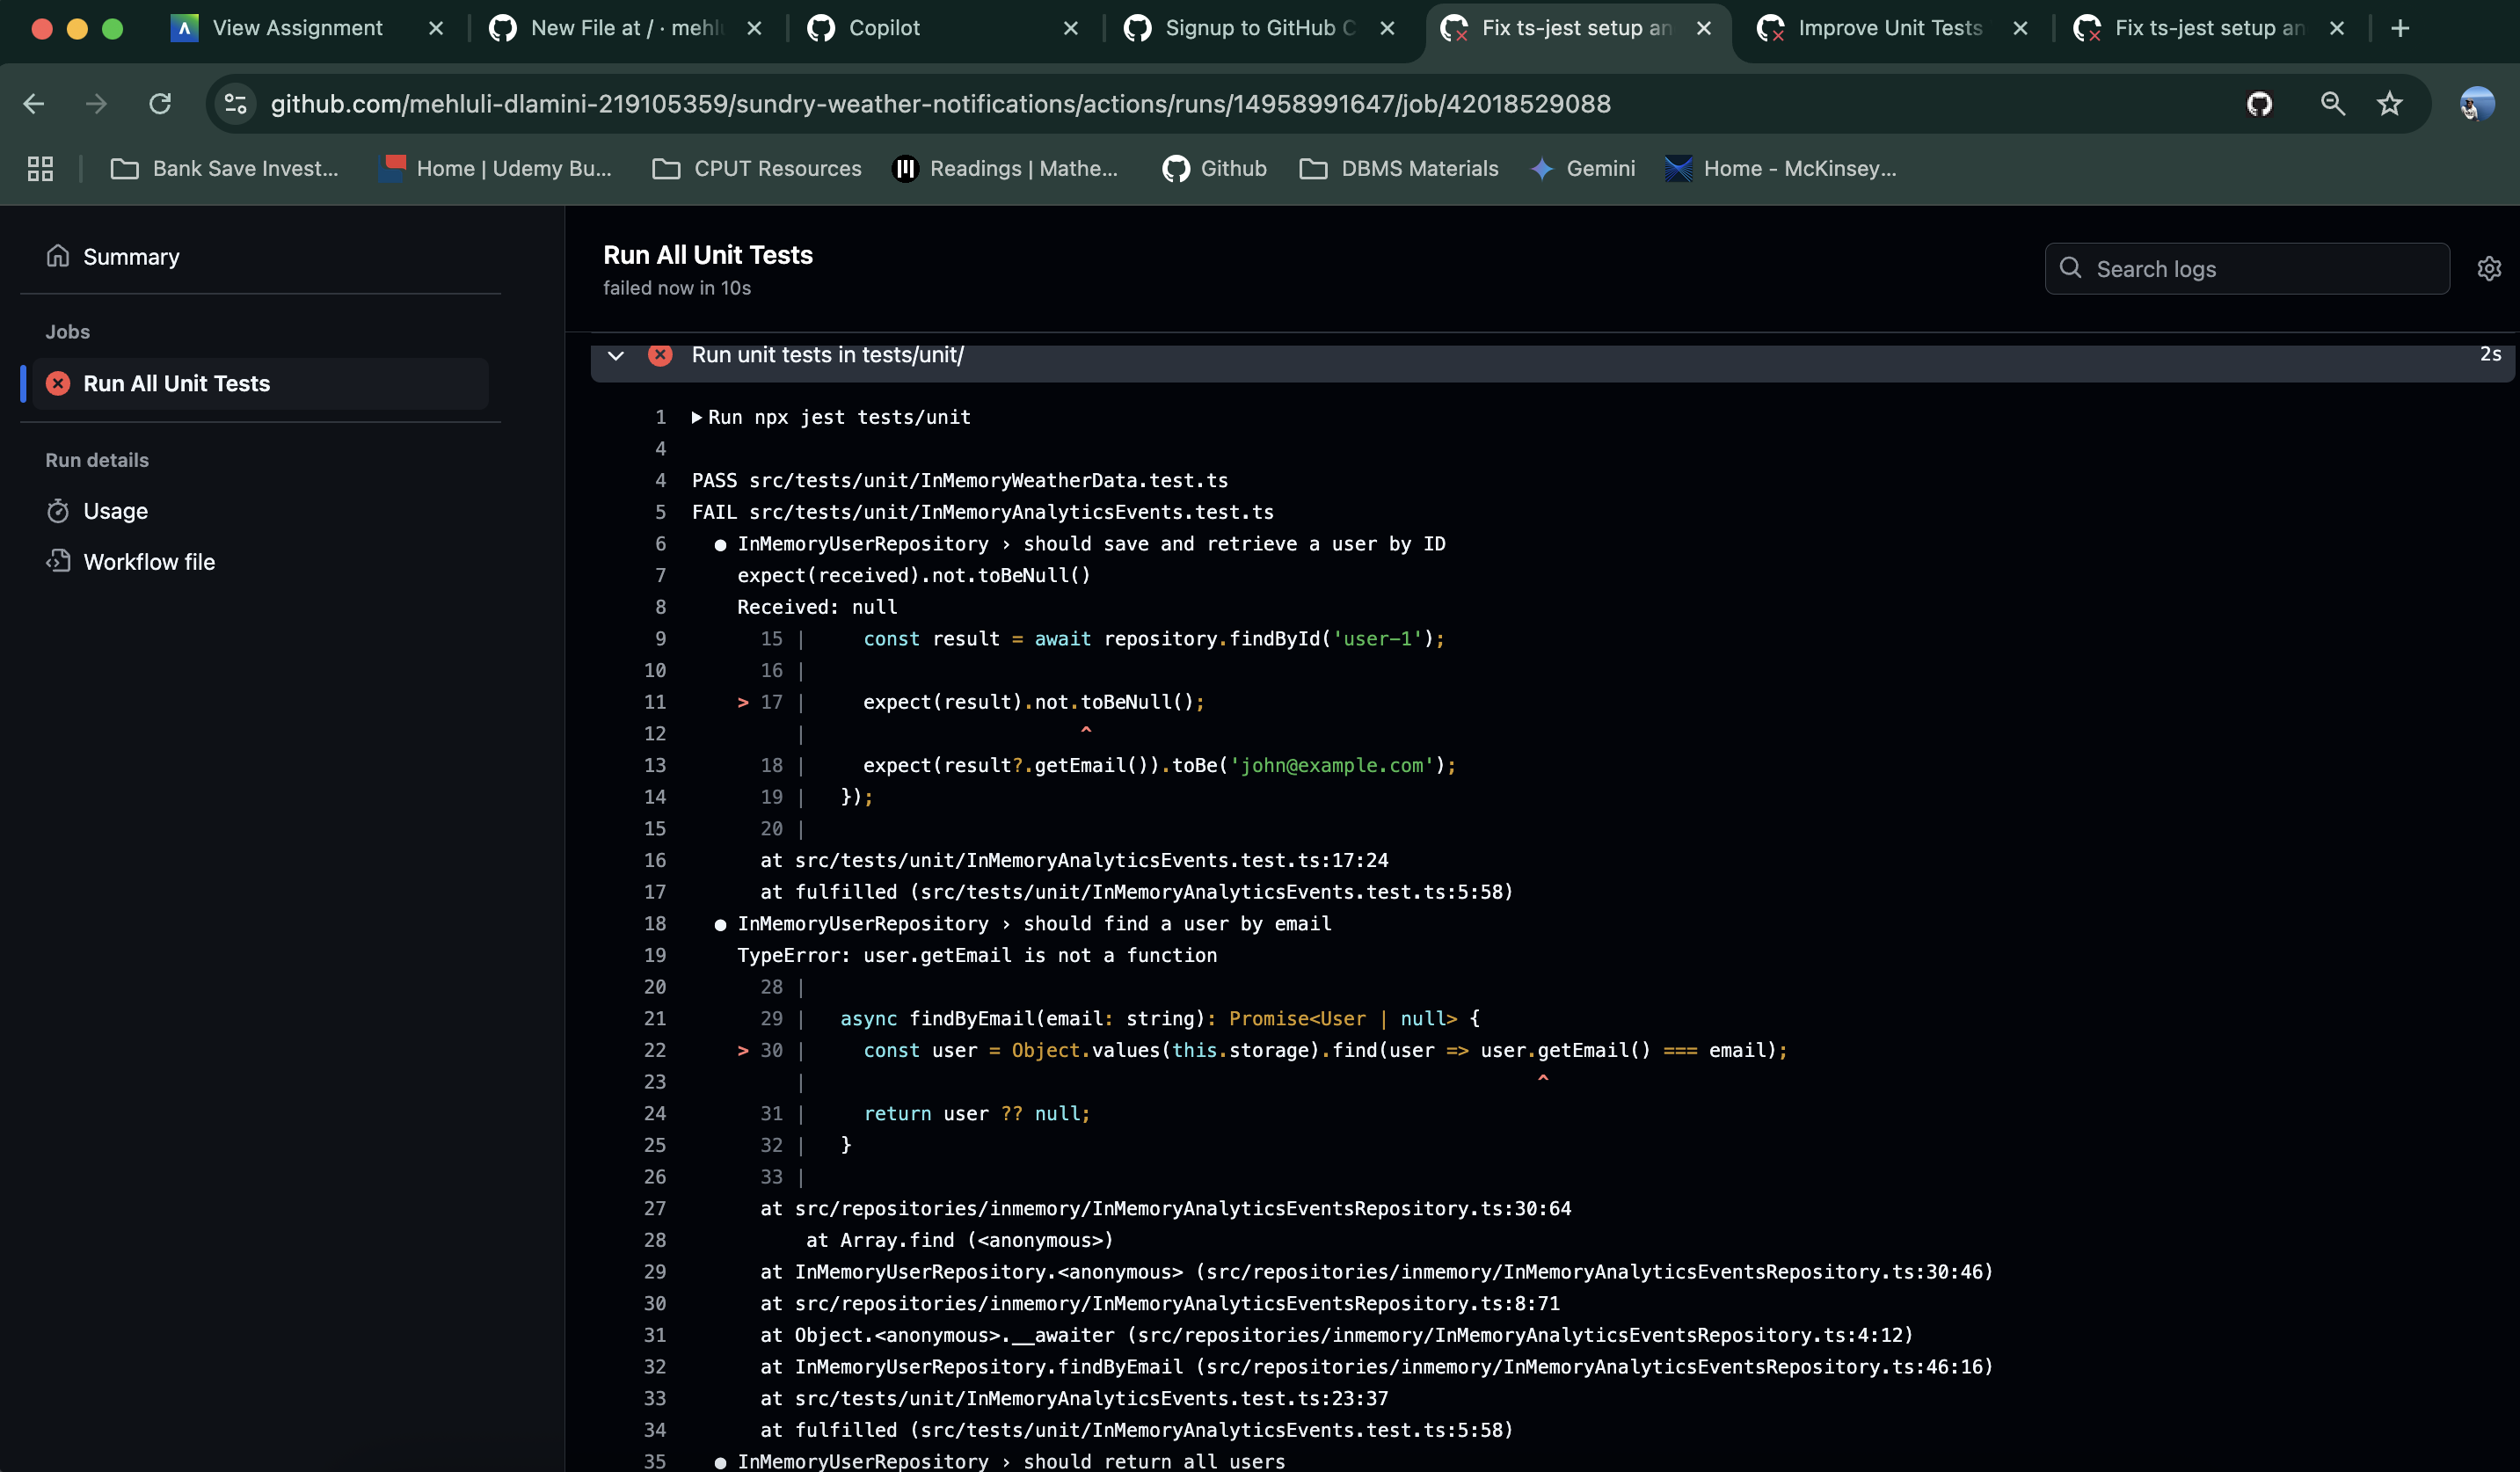 View Assignment
New File at / · mehlu
Copilot
Signup to GitHub C
Fix ts-jest setup an
Improve Unit Tests
Fix ts-jest setup an
github.com/mehluli-dlamini-219105359/sundry-weather-notifications/actions/runs/14958991647/job/42018529088
Bank Save Invest...
Home | Udemy Bu...
CPUT Resources
Readings | Mathe...
Github
DBMS Materials
Gemini
Home - McKinsey...
Summary
Jobs
Run All Unit Tests
Run details
Usage
Workflow file
Run All Unit Tests
failed now in 10s
Search logs
Run unit tests in tests/unit/ 2s
1 ▶Run npx jest tests/unit
4
4 PASS src/tests/unit/InMemoryWeatherData.test.ts
5 FAIL src/tests/unit/InMemoryAnalyticsEvents.test.ts
6 ● InMemoryUserRepository › should save and retrieve a user by ID
7 expect(received).not.toBeNull()
8 Received: null
9 15 | const result = await repository.findById('user-1');
10 16 |
11 > 17 | expect(result).not.toBeNull();
12 | ^
13 18 | expect(result?.getEmail()).toBe('john@example.com');
14 19 | });
15 20 |
16 at src/tests/unit/InMemoryAnalyticsEvents.test.ts:17:24
17 at fulfilled (src/tests/unit/InMemoryAnalyticsEvents.test.ts:5:58)
18 ● InMemoryUserRepository › should find a user by email
19 TypeError: user.getEmail is not a function
20 28 |
21 29 | async findByEmail(email: string): Promise<User | null> {
22 > 30 | const user = Object.values(this.storage).find(user => user.getEmail() === email);
23 | ^
24 31 | return user ?? null;
25 32 | }
26 33 |
27 at src/repositories/inmemory/InMemoryAnalyticsEventsRepository.ts:30:64
28 at Array.find (<anonymous>)
29 at InMemoryUserRepository.<anonymous> (src/repositories/inmemory/InMemoryAnalyticsEventsRepository.ts:30:46)
30 at src/repositories/inmemory/InMemoryAnalyticsEventsRepository.ts:8:71
31 at Object.<anonymous>.__awaiter (src/repositories/inmemory/InMemoryAnalyticsEventsRepository.ts:4:12)
32 at InMemoryUserRepository.findByEmail (src/repositories/inmemory/InMemoryAnalyticsEventsRepository.ts:46:16)
33 at src/tests/unit/InMemoryAnalyticsEvents.test.ts:23:37
34 at fulfilled (src/tests/unit/InMemoryAnalyticsEvents.test.ts:5:58)
35 ● InMemoryUserRepository › should return all users